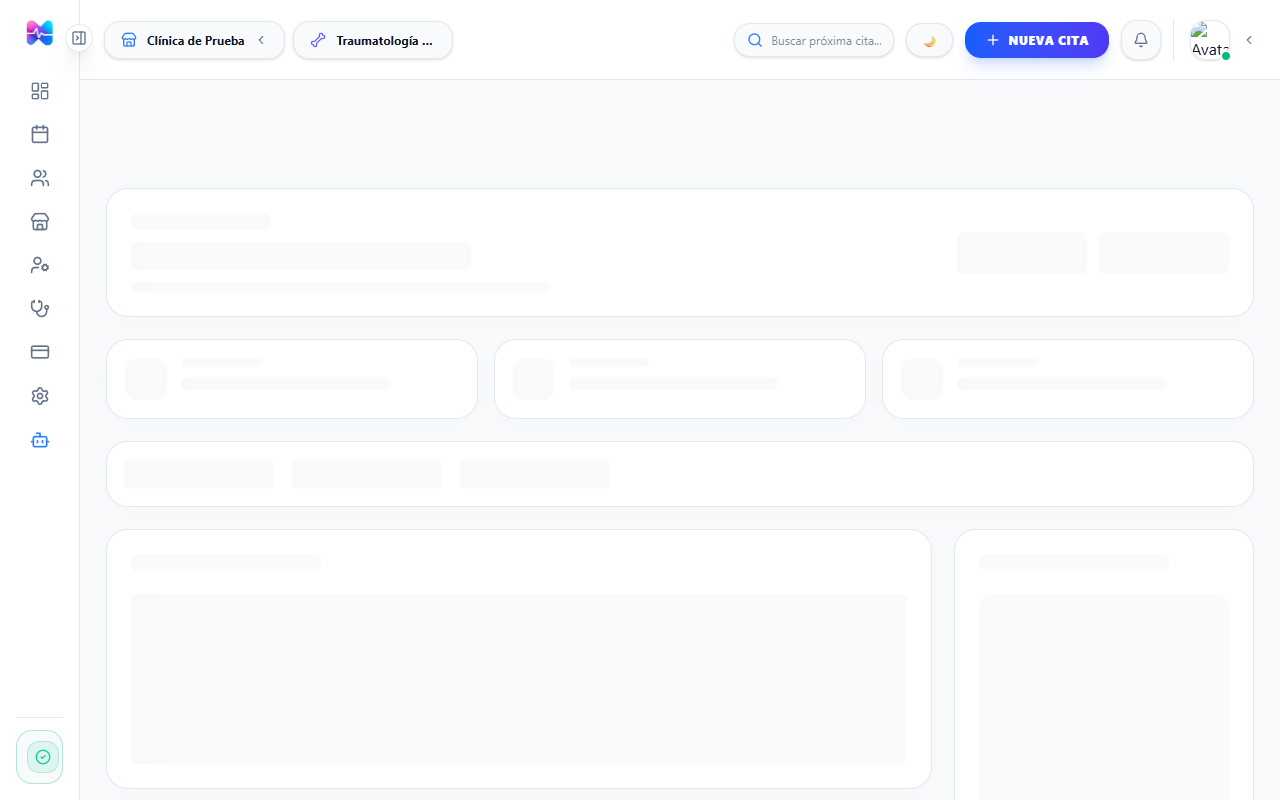 Clínica de Prueba
Traumatología ...
Buscar próxima cita...
NUEVA CITA
Avata